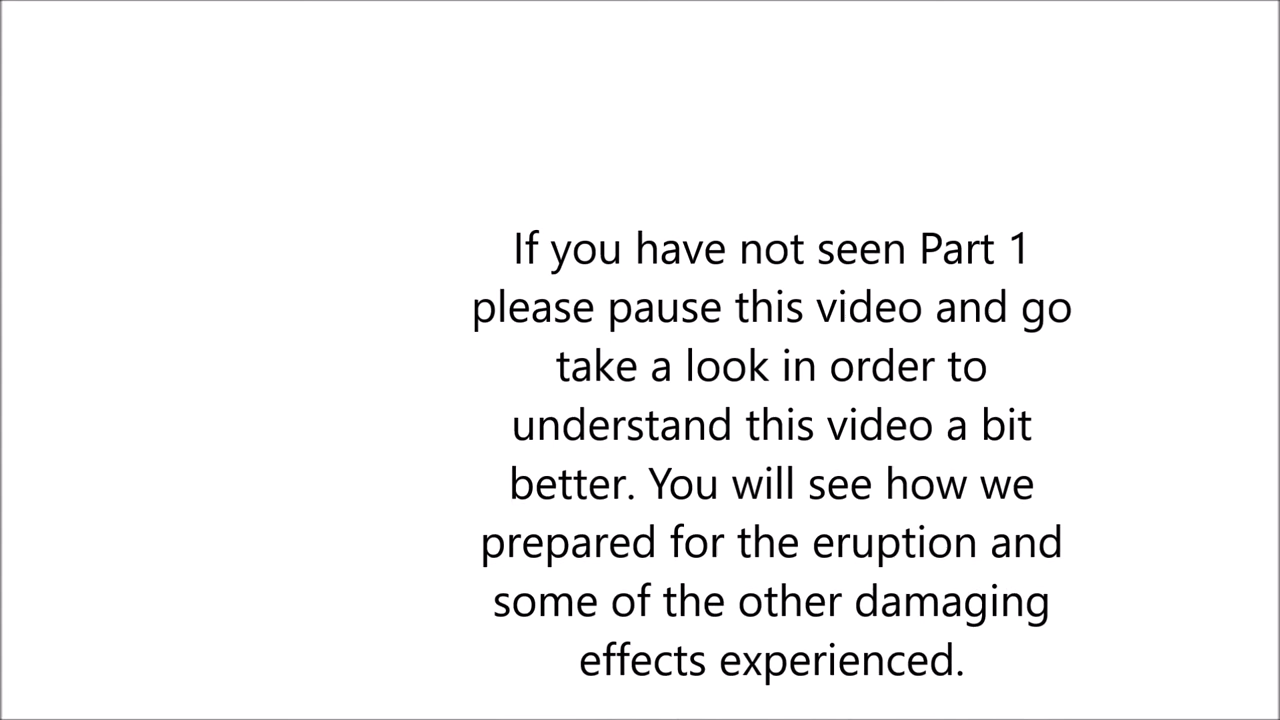 If you have not seen Part 1
please pause this video and go
take a look in order to
understand this video a bit
better. You will see how we
prepared for the eruption and
some of the other damaging
effects experienced.